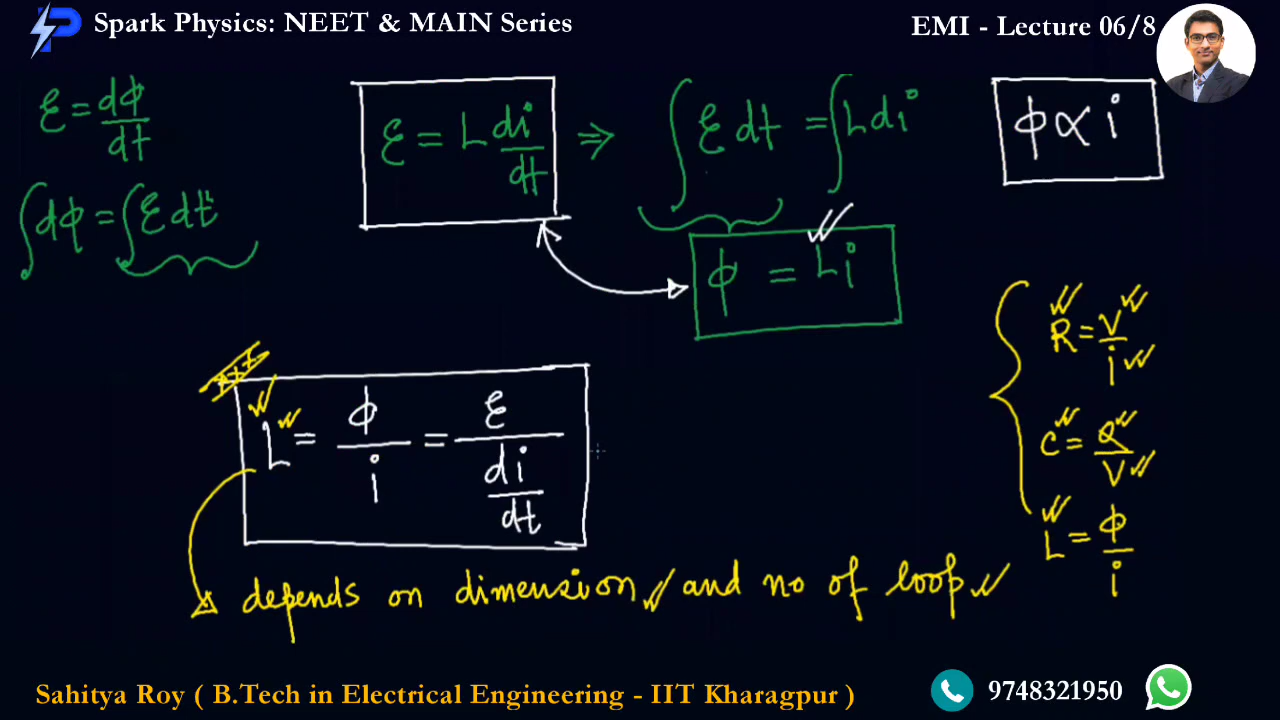 Spark Physics: NEET & MAIN Series
EMI - Lecture 06/8
ℰ = dϕ/dt
∫dϕ = ∫ℰ dt
ℰ = L di/dt ⇒ ∫ℰ dt = ∫L di
ϕ = Li
ϕ ∝ i
L = ϕ/i = ℰ/(di/dt)
R = V/i
C = Q/V
L = ϕ/i
depends on dimension and no of loop
Sahitya Roy ( B.Tech in Electrical Engineering - IIT Kharagpur )
9748321950